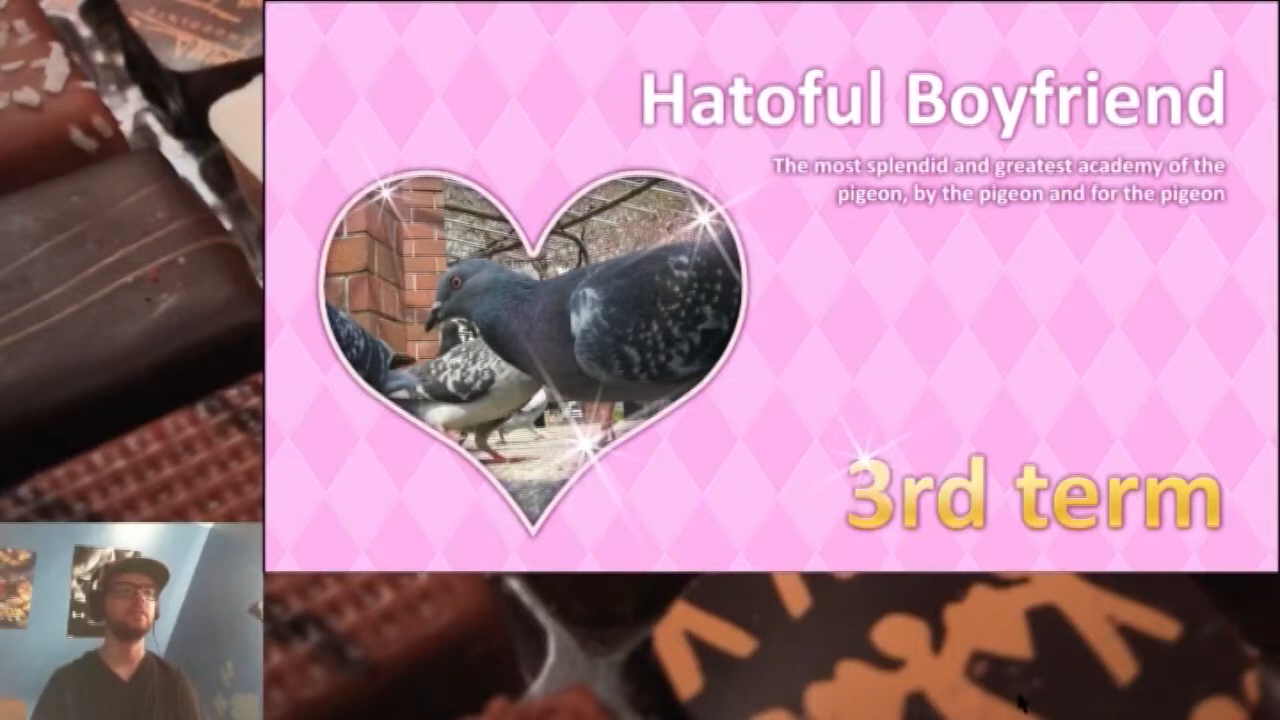 Hatoful Boyfriend
The most splendid and greatest academy of the
pigeon, by the pigeon and for the pigeon
3rd term